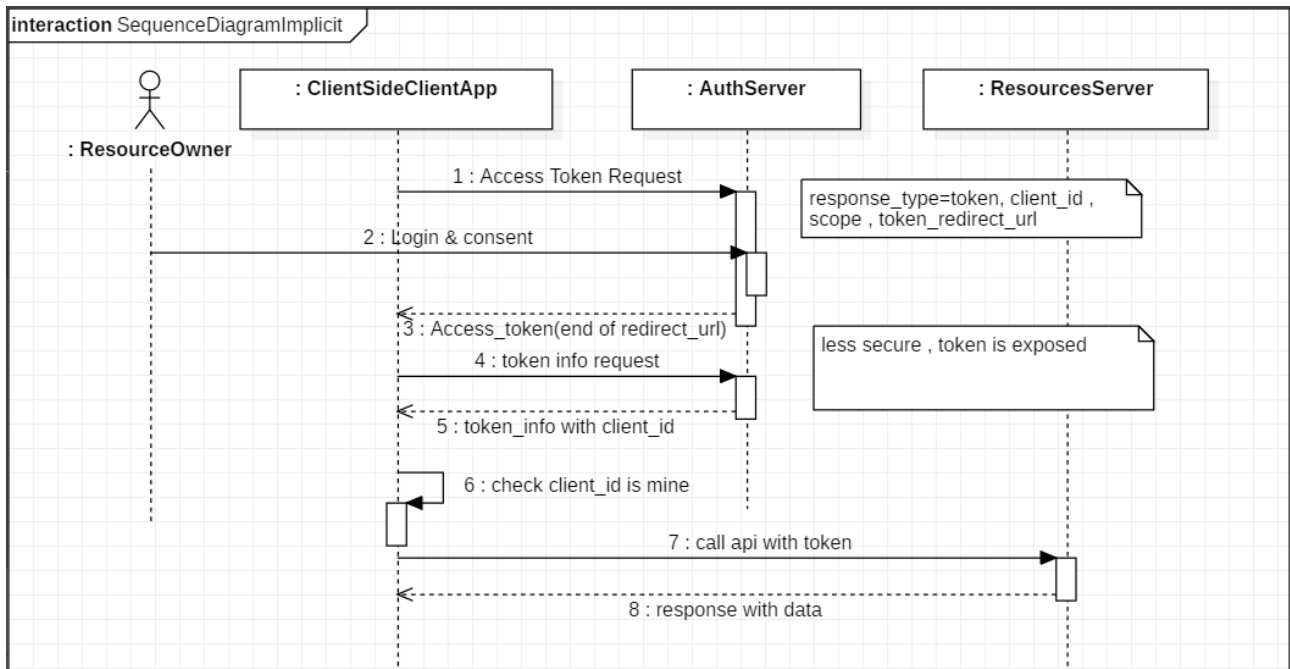 interaction SequenceDiagramImplicit
: ClientSideClientApp
: AuthServer
: ResourcesServer
: ResourceOwner
1 : Access Token Request
response_type=token, client_id ,
scope , token_redirect_url
2 : Login & consent
3 : Access_token(end of redirect_url)
less secure , token is exposed
4 : token info request
5 : token_info with client_id
6 : check client_id is mine
7 : call api with token
8 : response with data